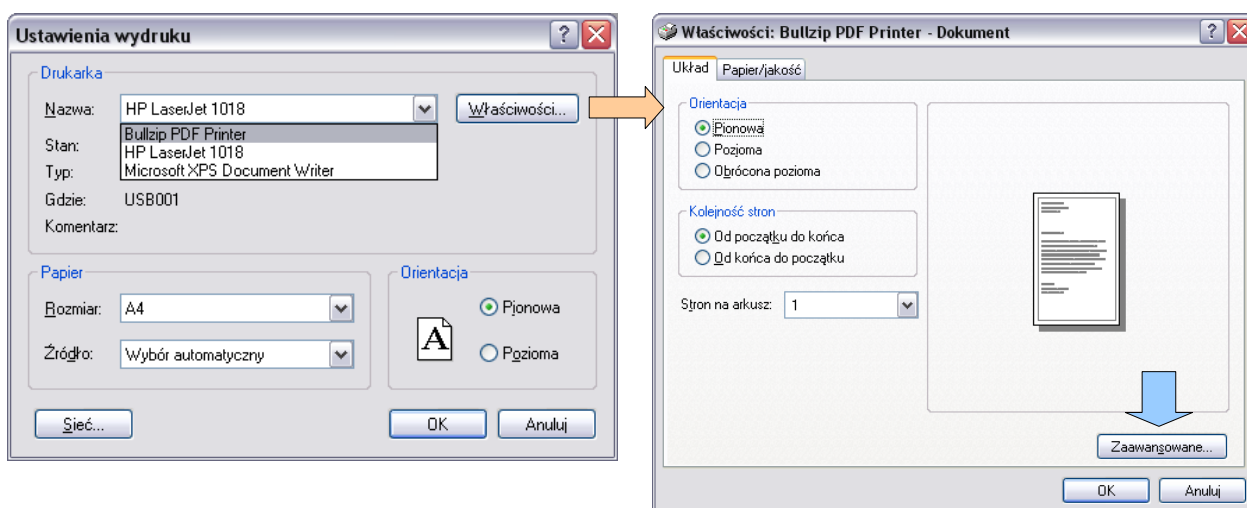 Ustawienia wydruku
Drukarka
Nazwa: HP LaserJet 1018 Właściwości...
Bullzip PDF Printer
HP LaserJet 1018
Microsoft XPS Document Writer
Stan:
Typ:
Gdzie: USB001
Komentarz:
Papier
Rozmiar: A4
Źródło: Wybór automatyczny
Orientacja
A
Pionowa
Pozioma
Sieć... OK Anuluj
Właściwości: Bullzip PDF Printer - Dokument
Układ Papier/jakość
Orientacja
Pionowa
Pozioma
Obrócona pozioma
Kolejność stron
Od początku do końca
Od końca do początku
Stron na arkusz: 1
Zaawansowane...
OK Anuluj